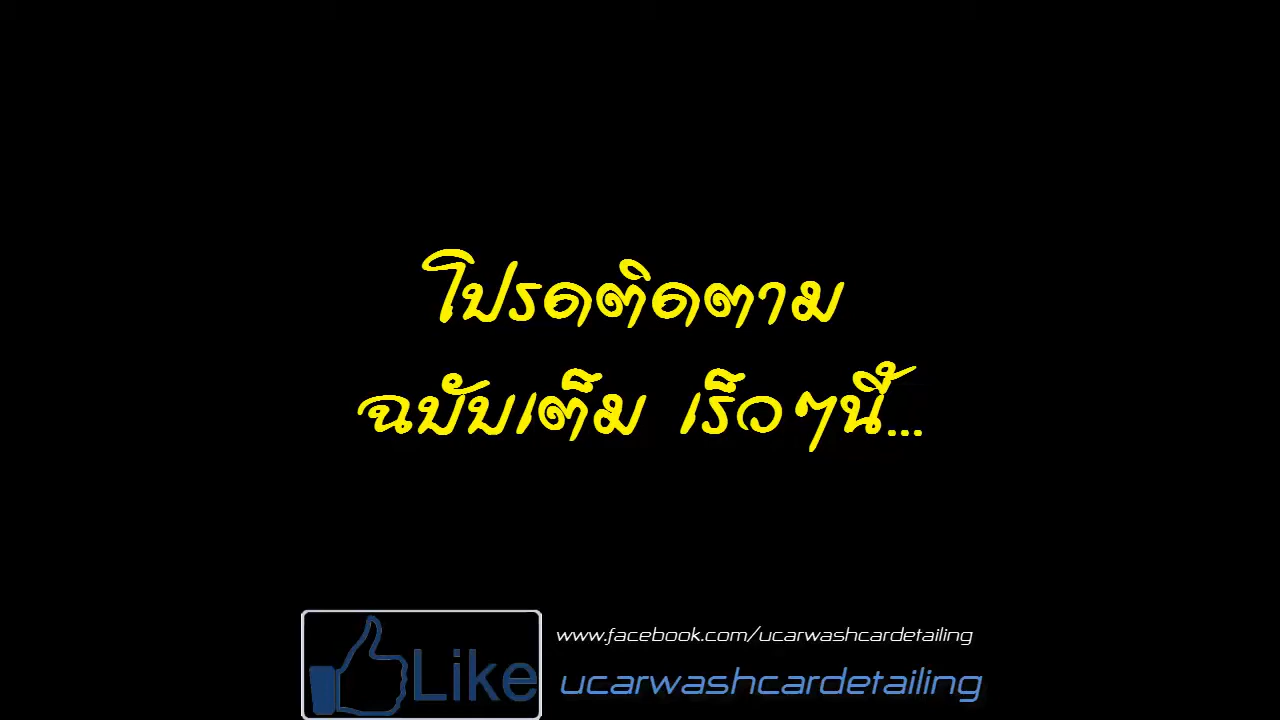 โปรดติดตาม
ฉบับเต็ม เร็วๆนี้...
Like
www.facebook.com/ucarwashcardetailing
ucarwashcardetailing